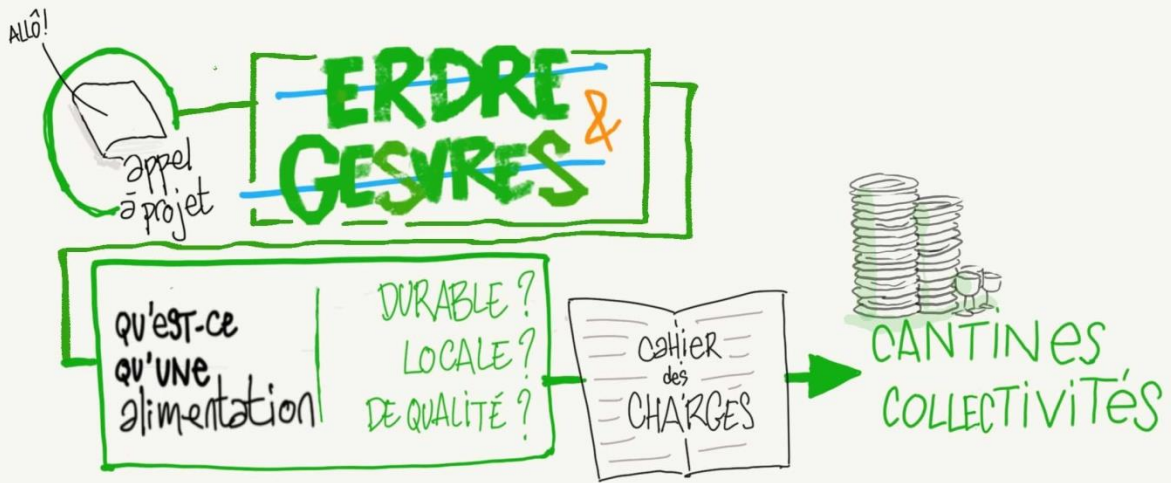 ALLÔ!
appel
à projet
ERDRE
&
GESVRES
QU'EST-CE
QU'UNE
alimentation
DURABLE ?
LOCALE ?
DE QUALITÉ ?
CAHIER
des
CHARGES
CANTINES
COLLECTIVITÉS